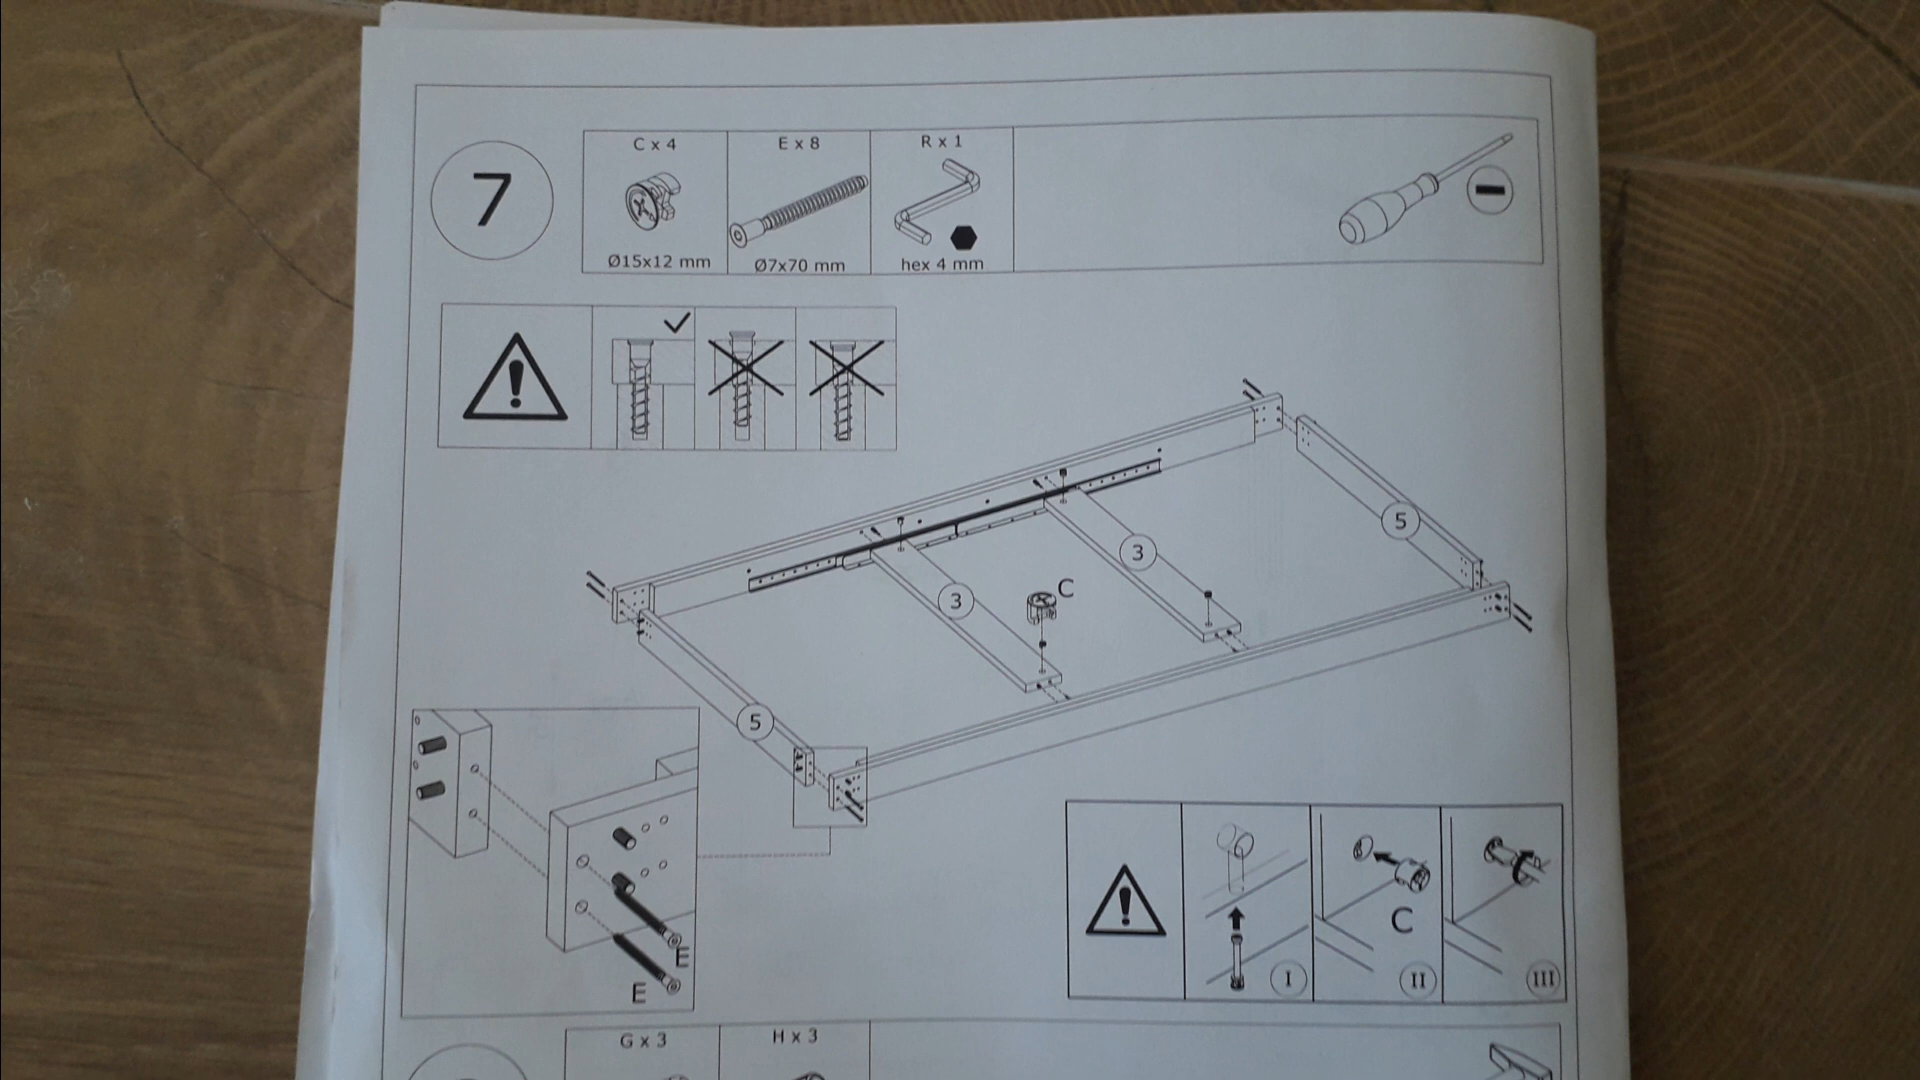 7
C x 4
E x 8
R x 1
Ø15x12 mm
Ø7x70 mm
hex 4 mm
5
3
3
C
5
E
E
C
I
II
III
G x 3
H x 3